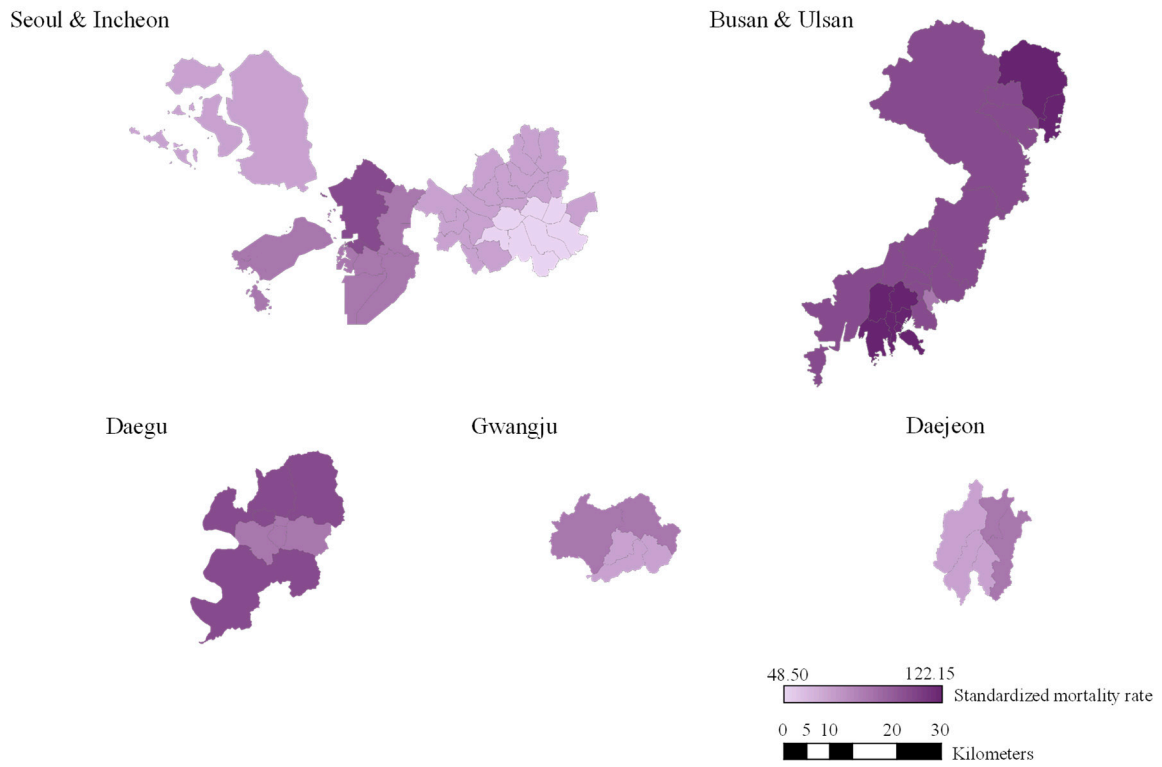 Seoul & Incheon
Busan & Ulsan
Daegu
Gwangju
Daejeon
48.50 122.15
Standardized mortality rate
0 5 10 20 30
Kilometers